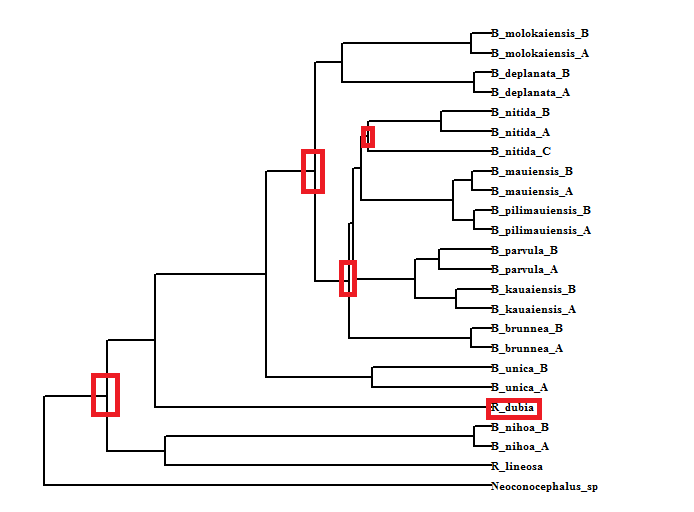 B_molokaiensis_B
B_molokaiensis_A
B_deplanata_B
B_deplanata_A
B_nitida_B
B_nitida_A
B_nitida_C
B_mauiensis_B
B_mauiensis_A
B_pilimauiensis_B
B_pilimauiensis_A
B_parvula_B
B_parvula_A
B_kauaiensis_B
B_kauaiensis_A
B_brunnea_B
B_brunnea_A
B_unica_B
B_unica_A
R_dubia
B_nihoa_B
B_nihoa_A
R_lineosa
Neoconocephalus_sp